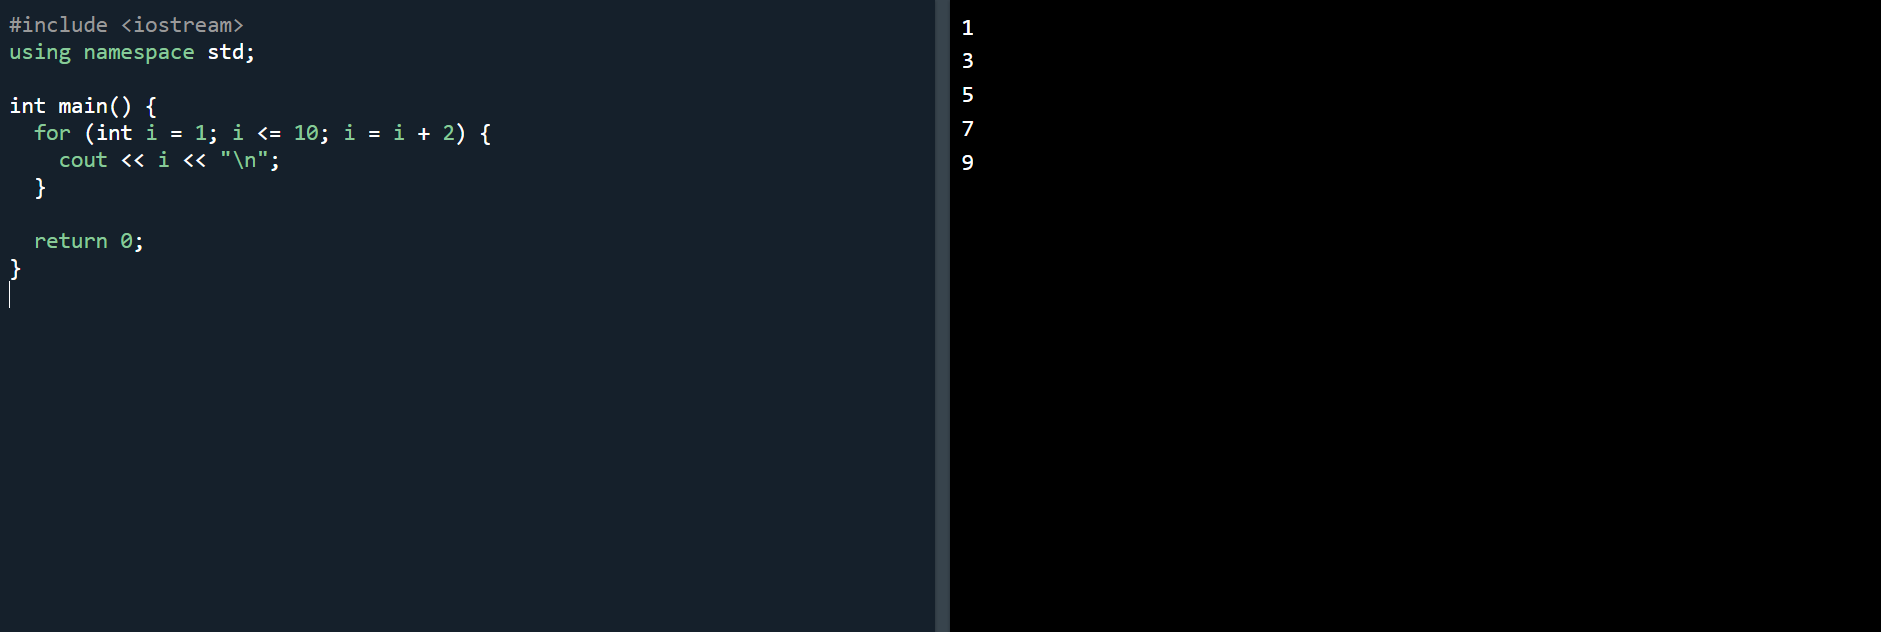 #include <iostream>
using namespace std;
int main() {
  for (int i = 1; i <= 10; i = i + 2) {
    cout << i << "\n";
  }
  return 0;
}
1
3
5
7
9